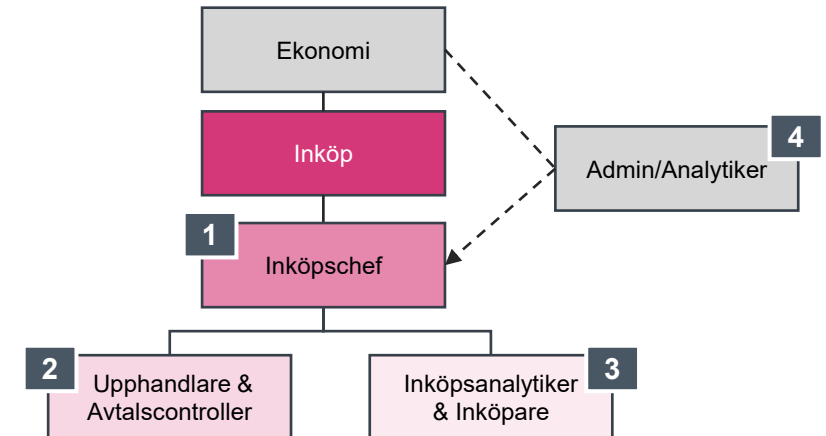 Ekonomi
Inköp
4
Admin/Analytiker
1
Inköpschef
2
Upphandlare &
Avtalscontroller
3
Inköpsanalytiker
& Inköpare